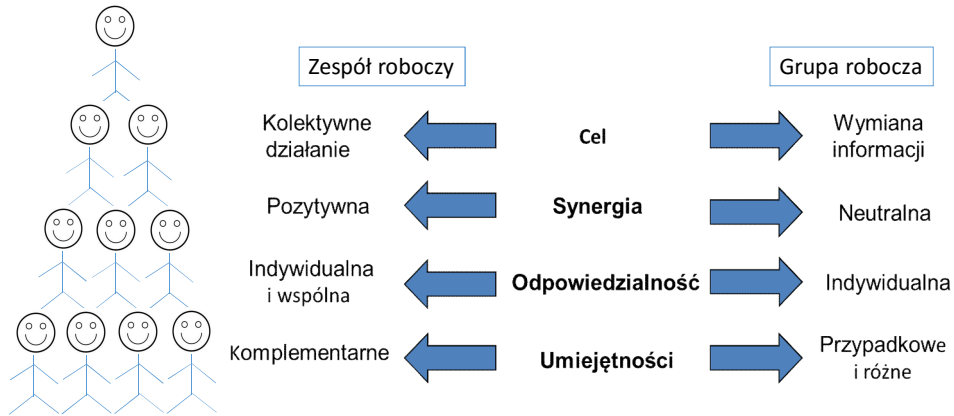 Zespół roboczy
Grupa robocza
Kolektywne
działanie
Cel
Wymiana
informacji
Pozytywna
Synergia
Neutralna
Indywidualna
i wspólna
Odpowiedzialność
Indywidualna
Komplementarne
Umiejętności
Przypadkowe
i różne